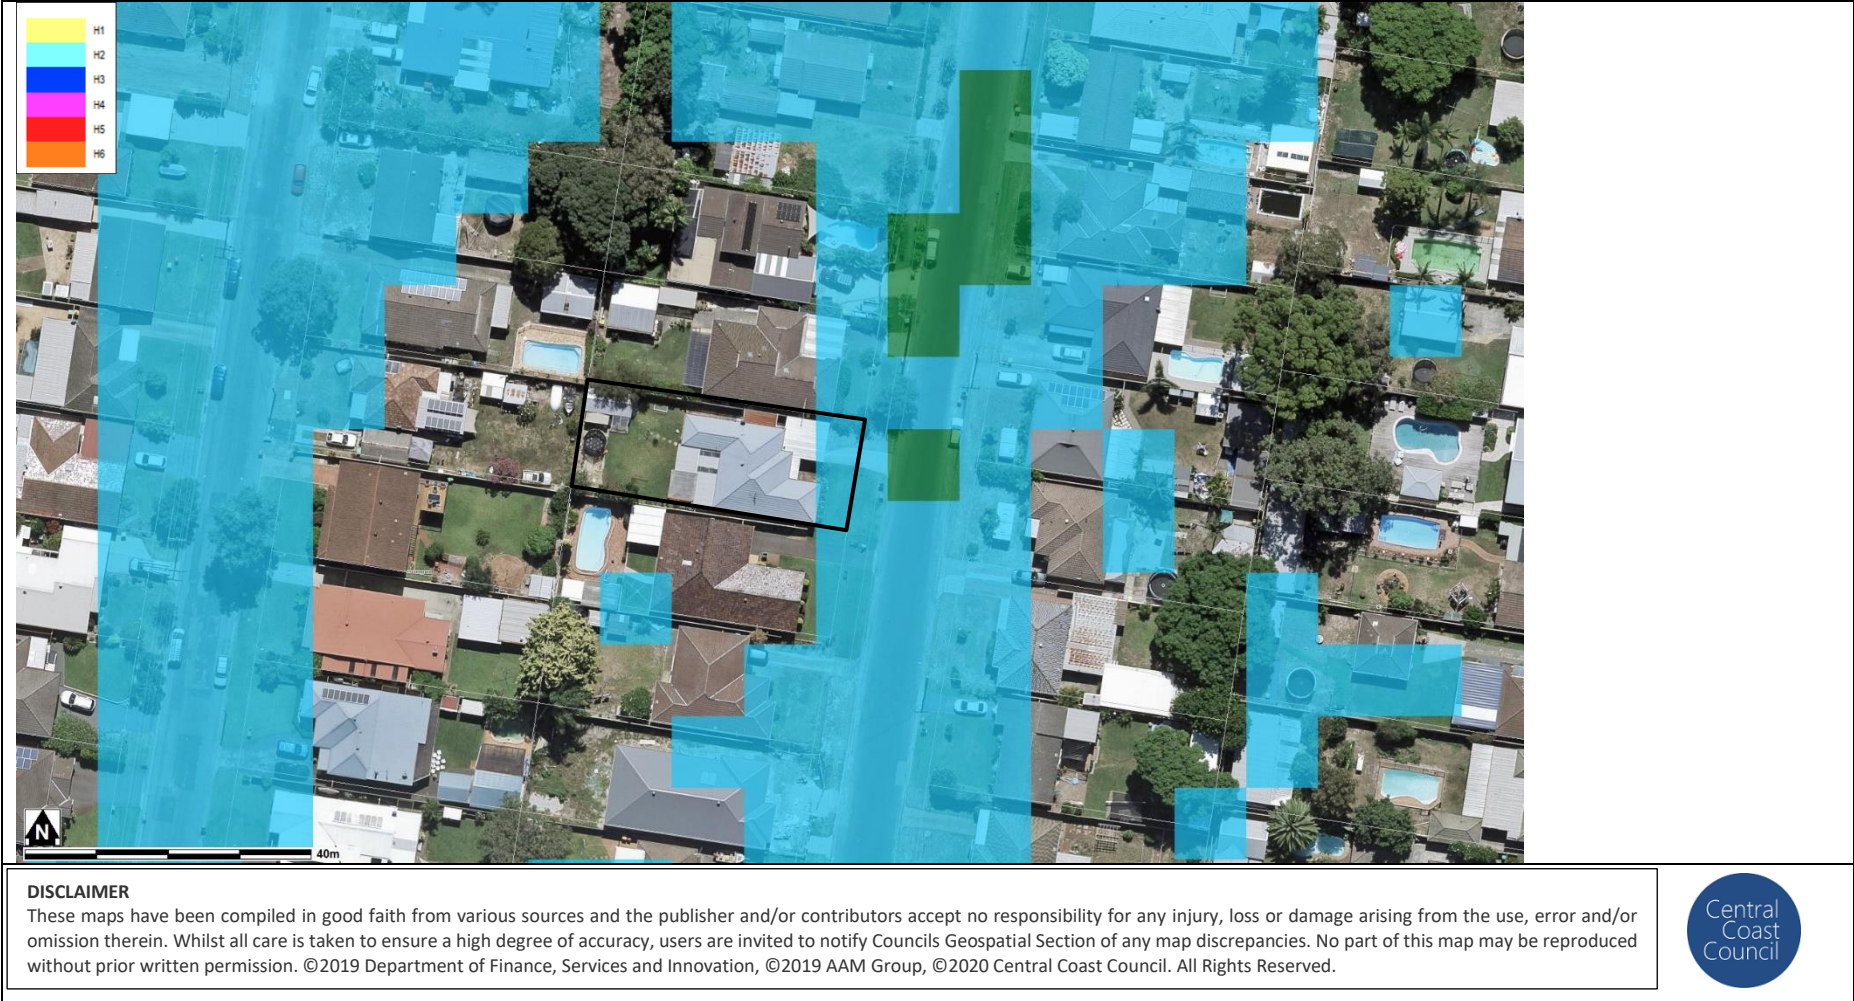 H1
H2
H3
H4
H5
H6
N
40m
DISCLAIMER
These maps have been compiled in good faith from various sources and the publisher and/or contributors accept no responsibility for any injury, loss or damage arising from the use, error and/or
omission therein. Whilst all care is taken to ensure a high degree of accuracy, users are invited to notify Councils Geospatial Section of any map discrepancies. No part of this map may be reproduced
without prior written permission. ©2019 Department of Finance, Services and Innovation, ©2019 AAM Group, ©2020 Central Coast Council. All Rights Reserved.
Central
Coast
Council